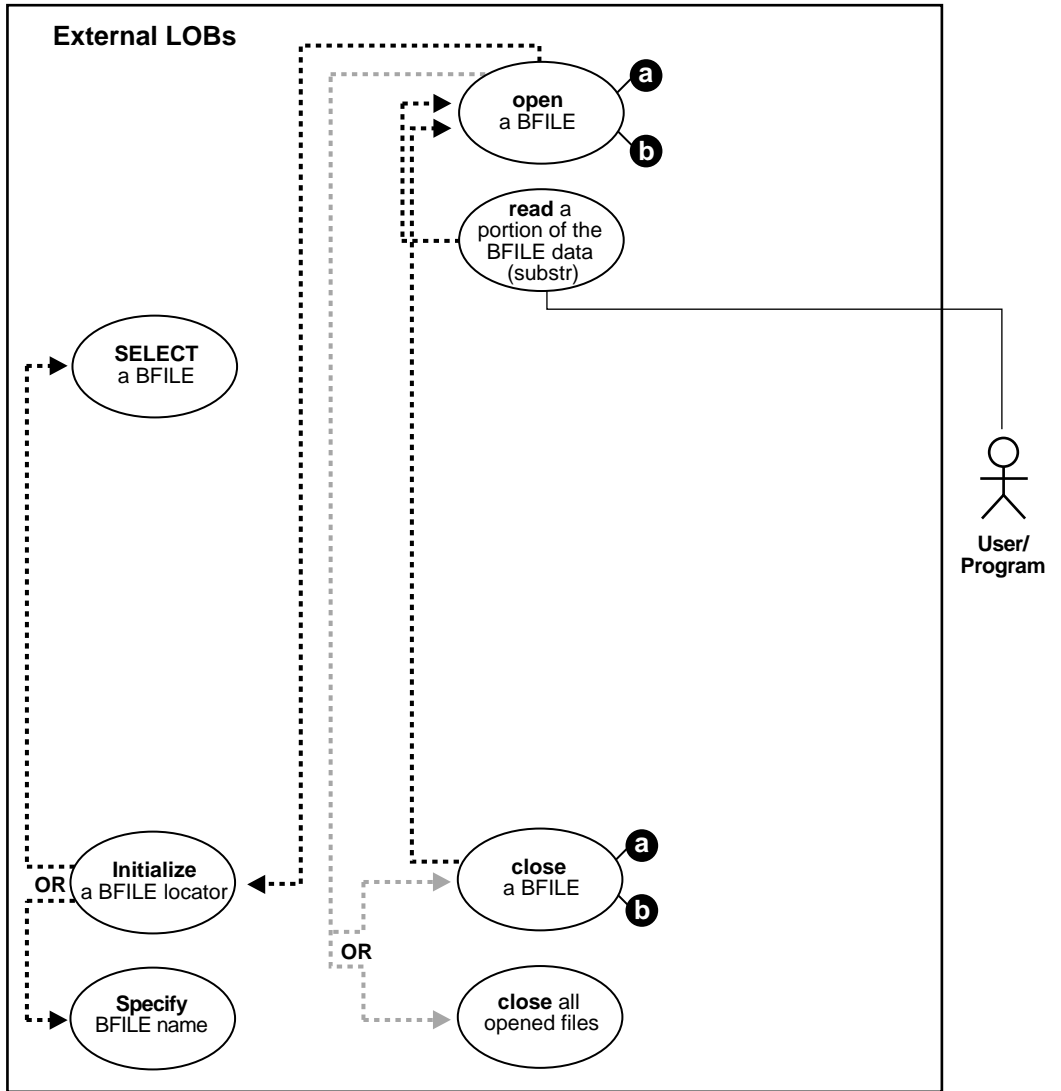 External LOBs
a
open
a BFILE
b
read a
portion of the
BFILE data
(substr)
SELECT
a BFILE
User/
Program
a
Initialize
a BFILE locator
OR
close
a BFILE
b
OR
Specify
BFILE name
close all
opened files